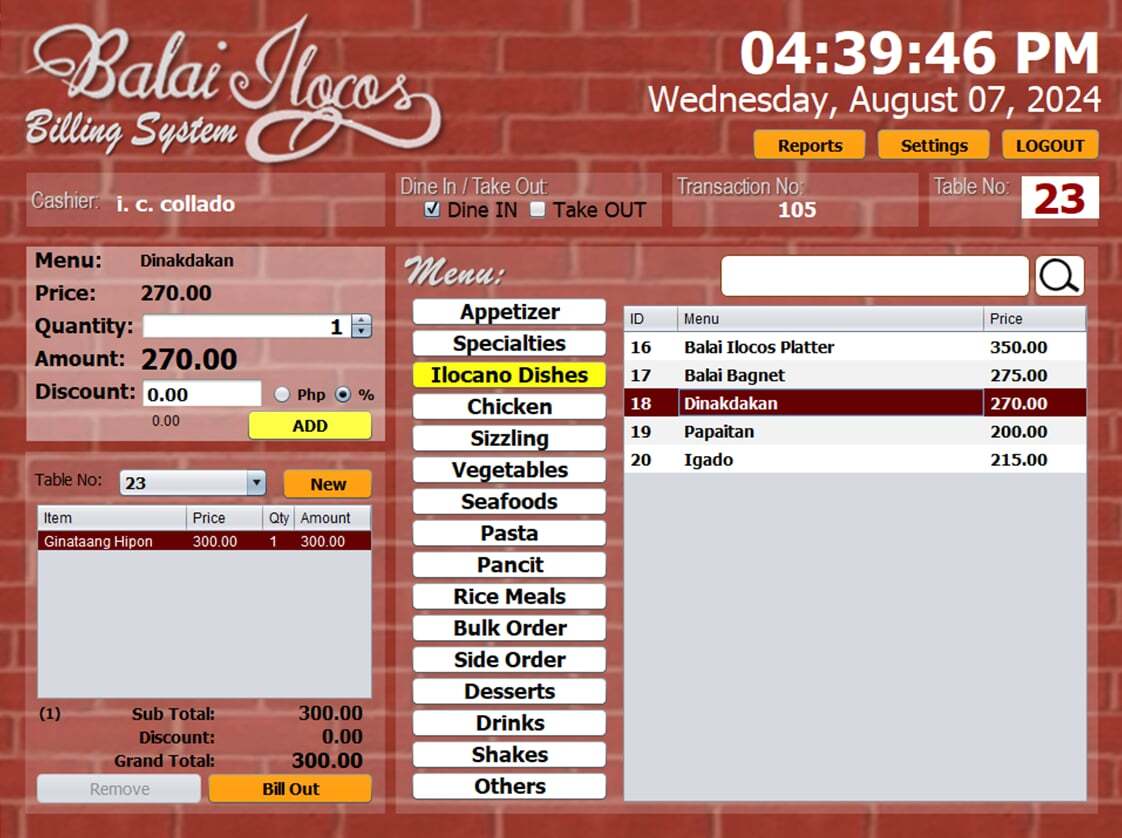 Balai Ilocos
Billing System
04:39:46 PM
Wednesday, August 07, 2024
Reports Settings LOGOUT
Cashier: i. c. collado
Dine In / Take Out:
Dine IN Take OUT
Transaction No:
105
Table No: 23
Menu: Dinakdakan
Price: 270.00
Quantity: 1
Amount: 270.00
Discount: 0.00 Php %
0.00
ADD
Table No: 23 New
Item Price Qty Amount
Ginataang Hipon 300.00 1 300.00
(1) Sub Total: 300.00
Discount: 0.00
Grand Total: 300.00
Remove Bill Out
Menu:
Appetizer
Specialties
Ilocano Dishes
Chicken
Sizzling
Vegetables
Seafoods
Pasta
Pancit
Rice Meals
Bulk Order
Side Order
Desserts
Drinks
Shakes
Others
ID Menu Price
16 Balai Ilocos Platter 350.00
17 Balai Bagnet 275.00
18 Dinakdakan 270.00
19 Papaitan 200.00
20 Igado 215.00